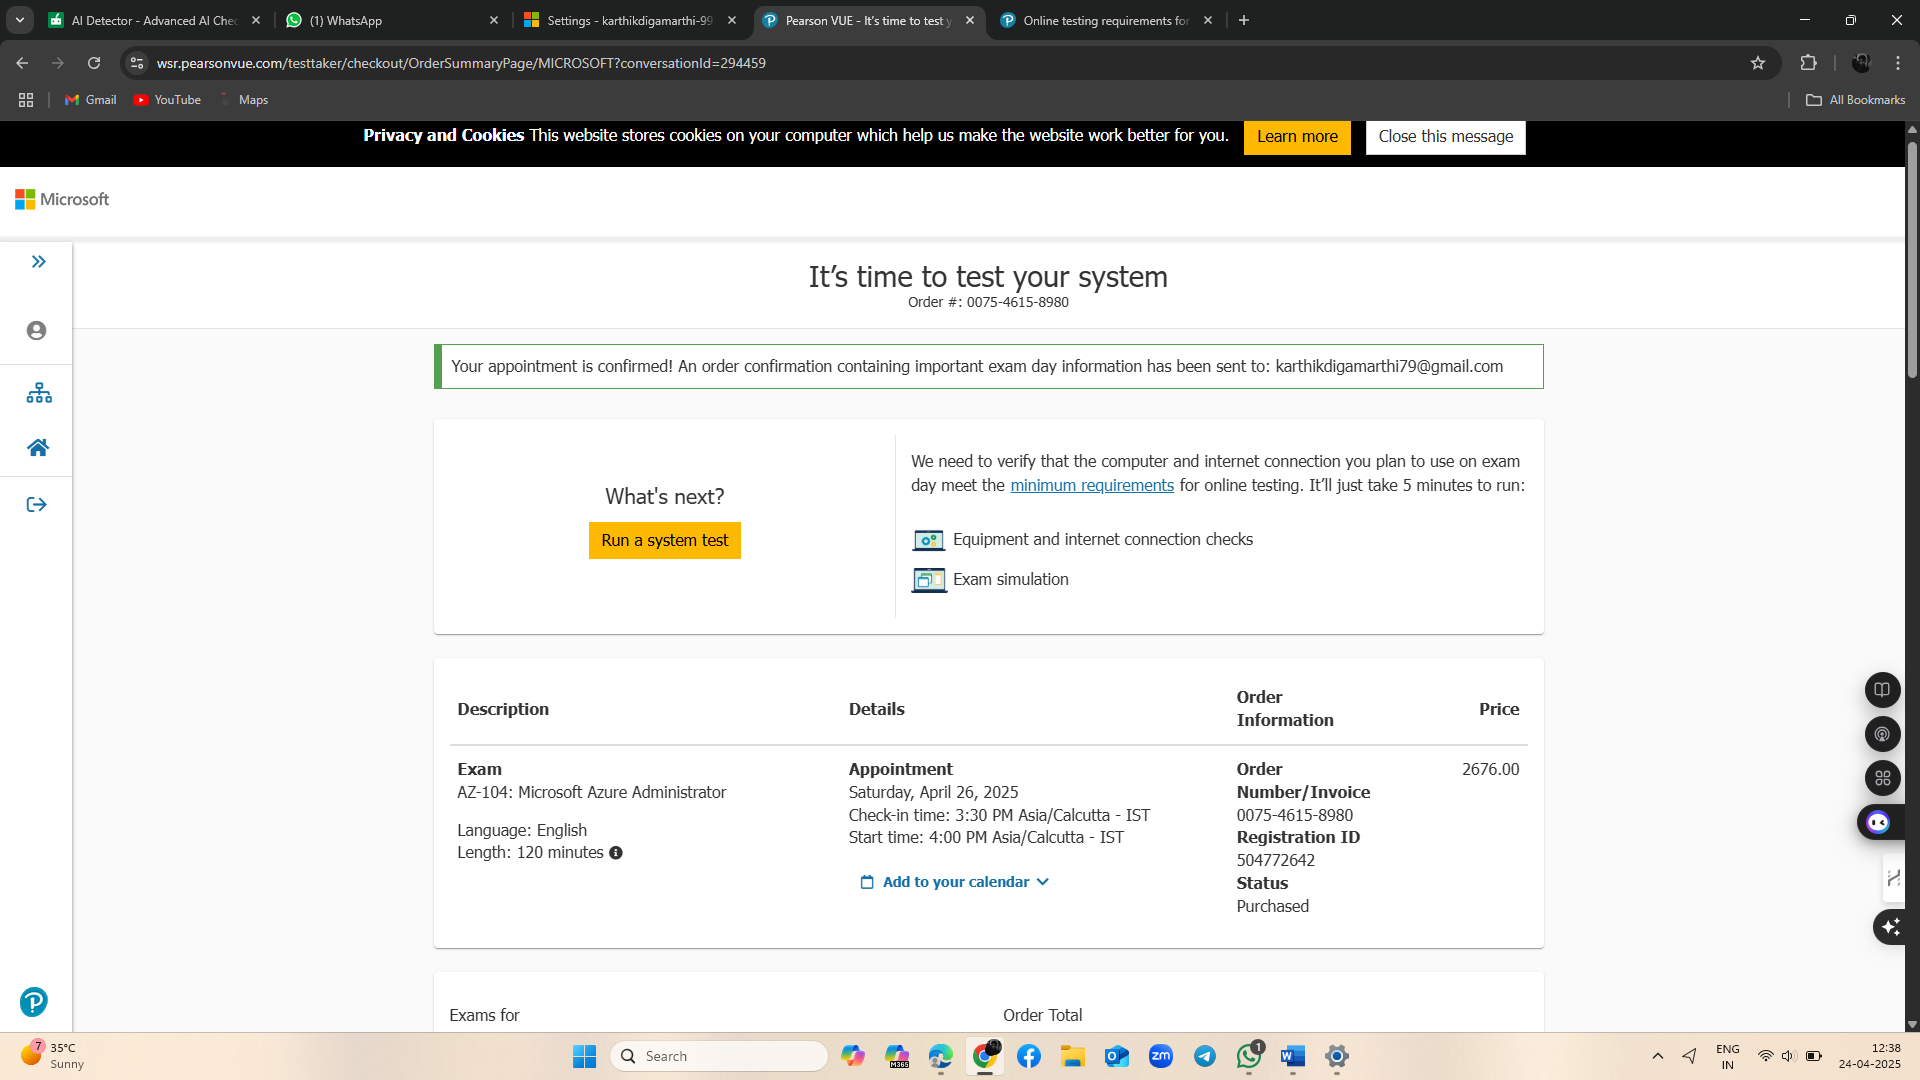 AI Detector - Advanced AI Chec
(1) WhatsApp
Settings - karthikdigamarthi-99
Pearson VUE - It's time to test y
Online testing requirements for
wsr.pearsonvue.com/testtaker/checkout/OrderSummaryPage/MICROSOFT?conversationId=294459
Gmail
YouTube
Maps
All Bookmarks
Privacy and Cookies This website stores cookies on your computer which help us make the website work better for you.
Learn more
Close this message
Microsoft
It's time to test your system
Order #: 0075-4615-8980
Your appointment is confirmed! An order confirmation containing important exam day information has been sent to: karthikdigamarthi79@gmail.com
What's next?
Run a system test
We need to verify that the computer and internet connection you plan to use on exam
day meet the minimum requirements for online testing. It'll just take 5 minutes to run:
Equipment and internet connection checks
Exam simulation
Description
Details
Order
Information
Price
Exam
AZ-104: Microsoft Azure Administrator
Language: English
Length: 120 minutes
Appointment
Saturday, April 26, 2025
Check-in time: 3:30 PM Asia/Calcutta - IST
Start time: 4:00 PM Asia/Calcutta - IST
Add to your calendar
Order
Number/Invoice
0075-4615-8980
Registration ID
504772642
Status
Purchased
2676.00
Exams for
Order Total
7
35°C
Sunny
Search
M365
zm
1
ENG
IN
12:38
24-04-2025